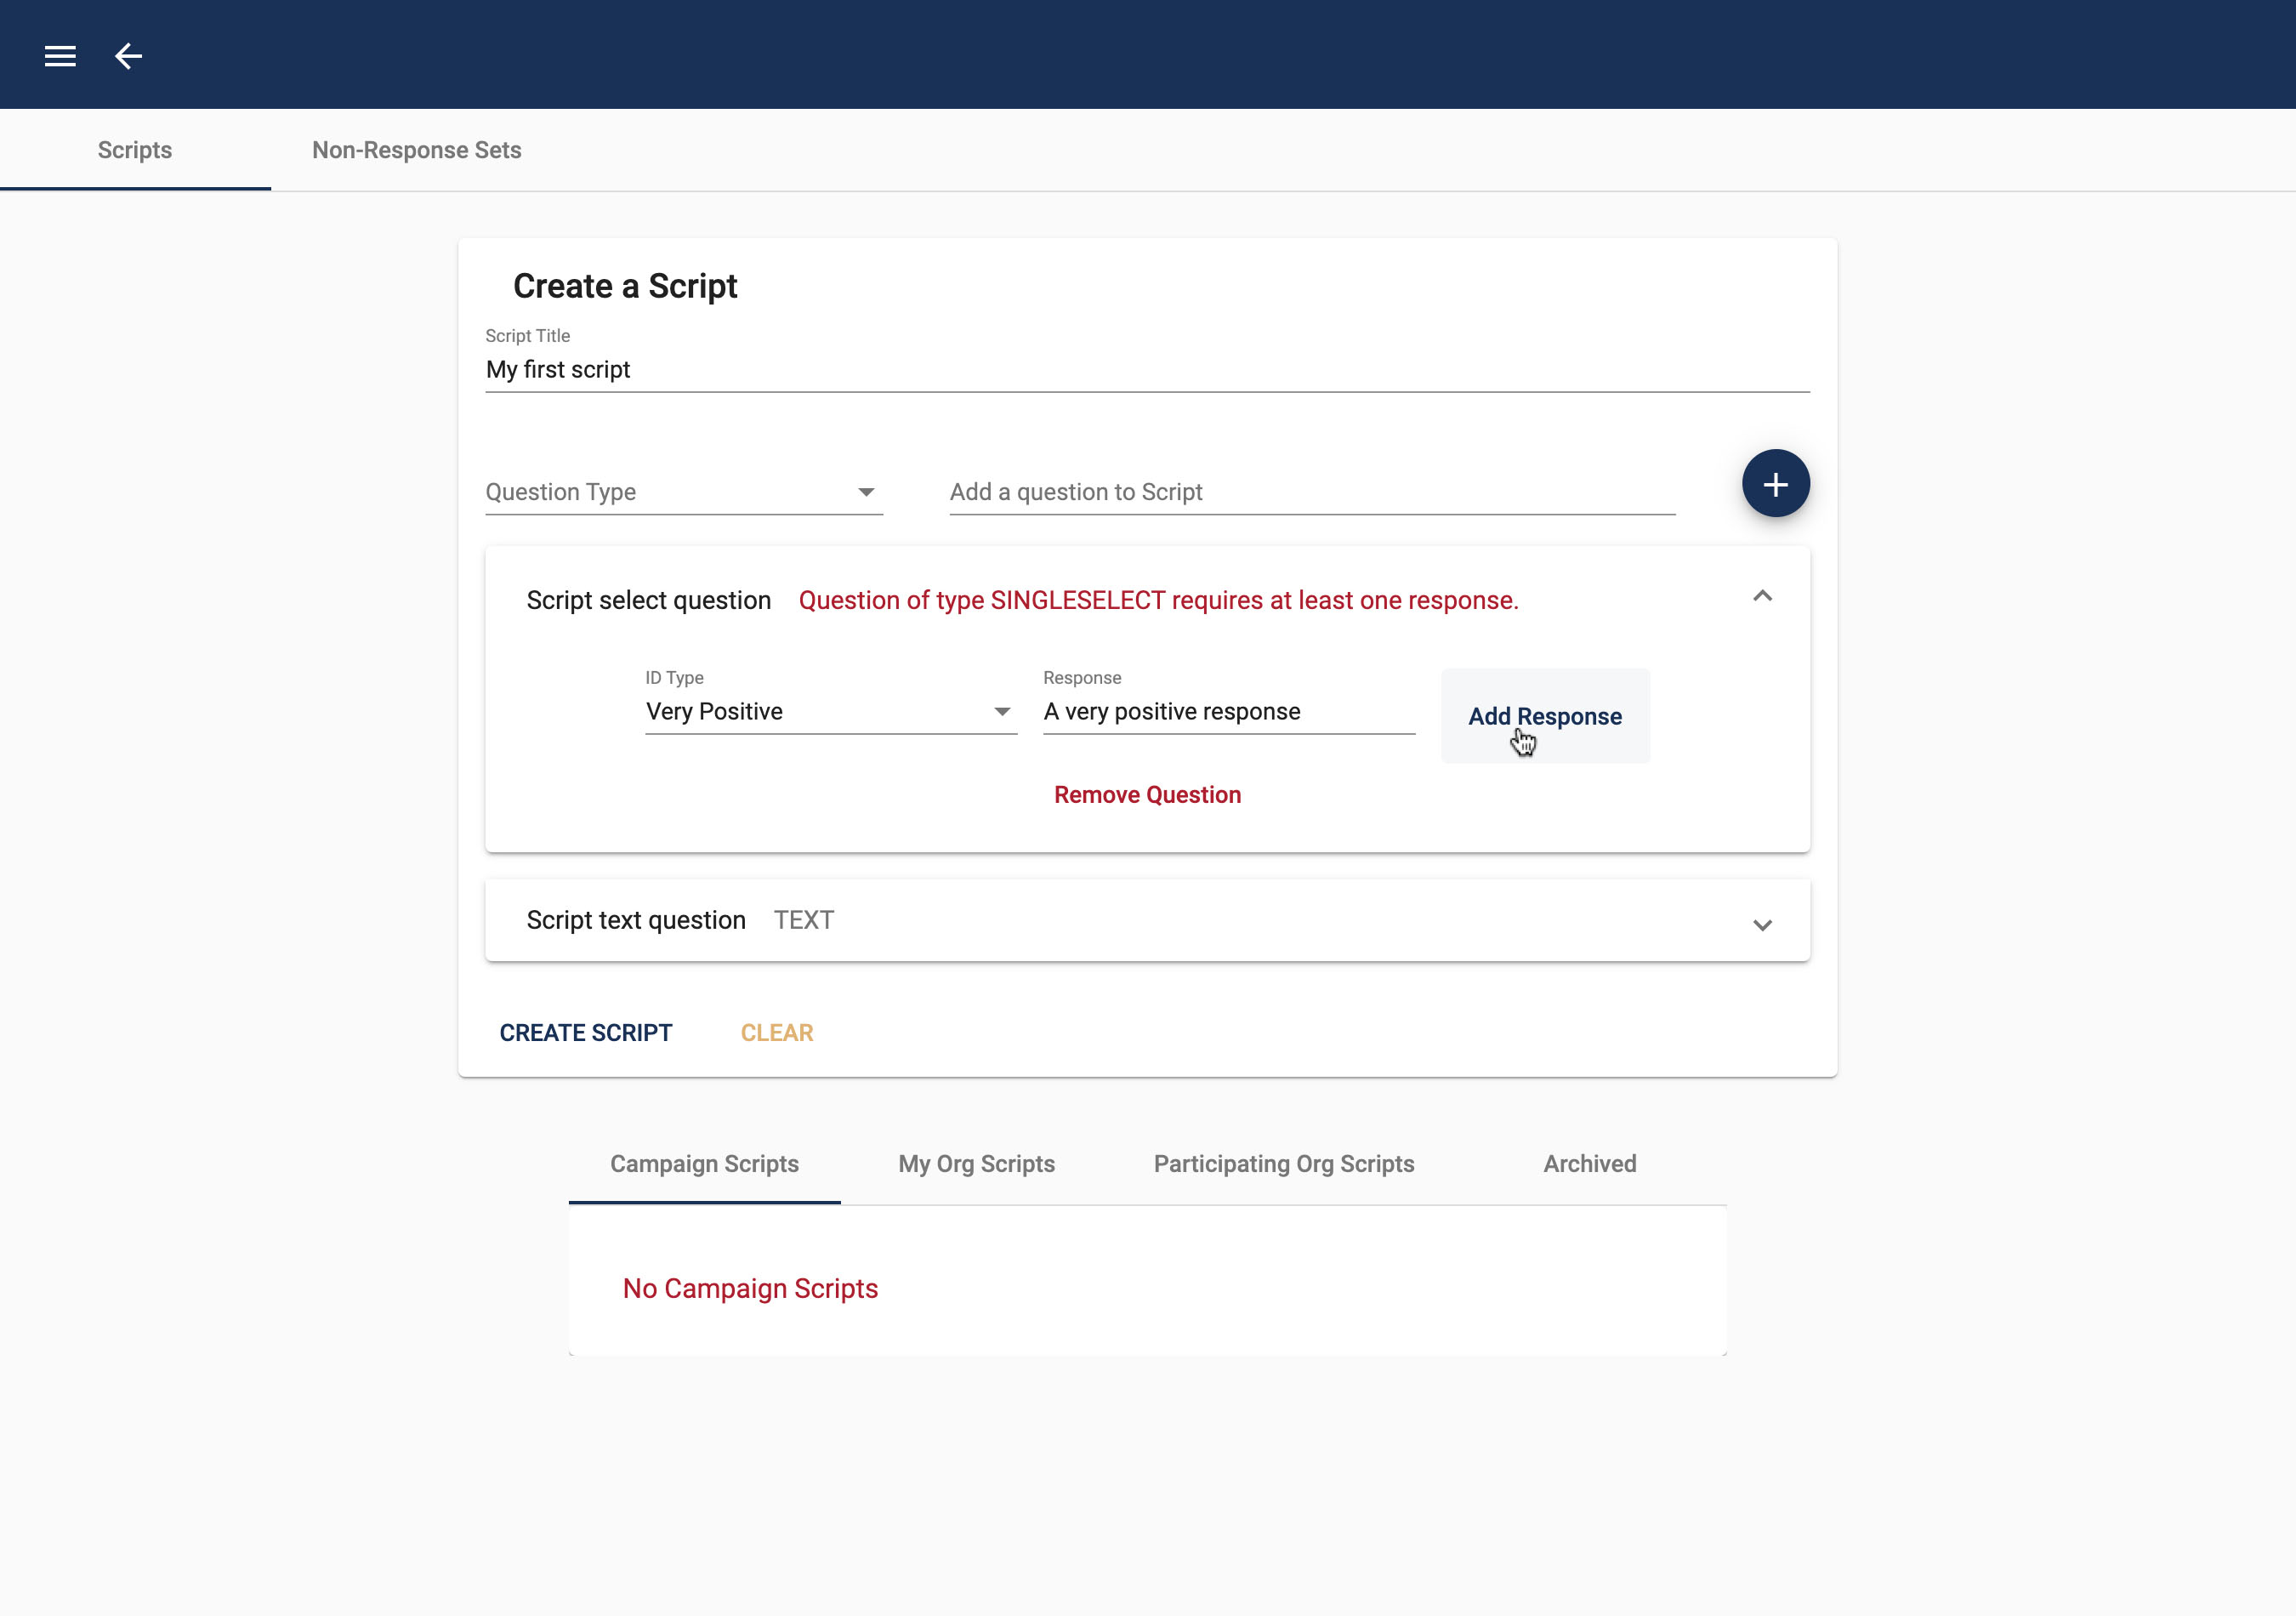 Scripts
Non-Response Sets
Create a Script
Script Title
My first script
Question Type
Add a question to Script
Script select question
Question of type SINGLESELECT requires at least one response.
ID Type
Response
Very Positive
A very positive response
Add Response
Remove Question
Script text question
TEXT
CREATE SCRIPT
CLEAR
Campaign Scripts
My Org Scripts
Participating Org Scripts
Archived
No Campaign Scripts